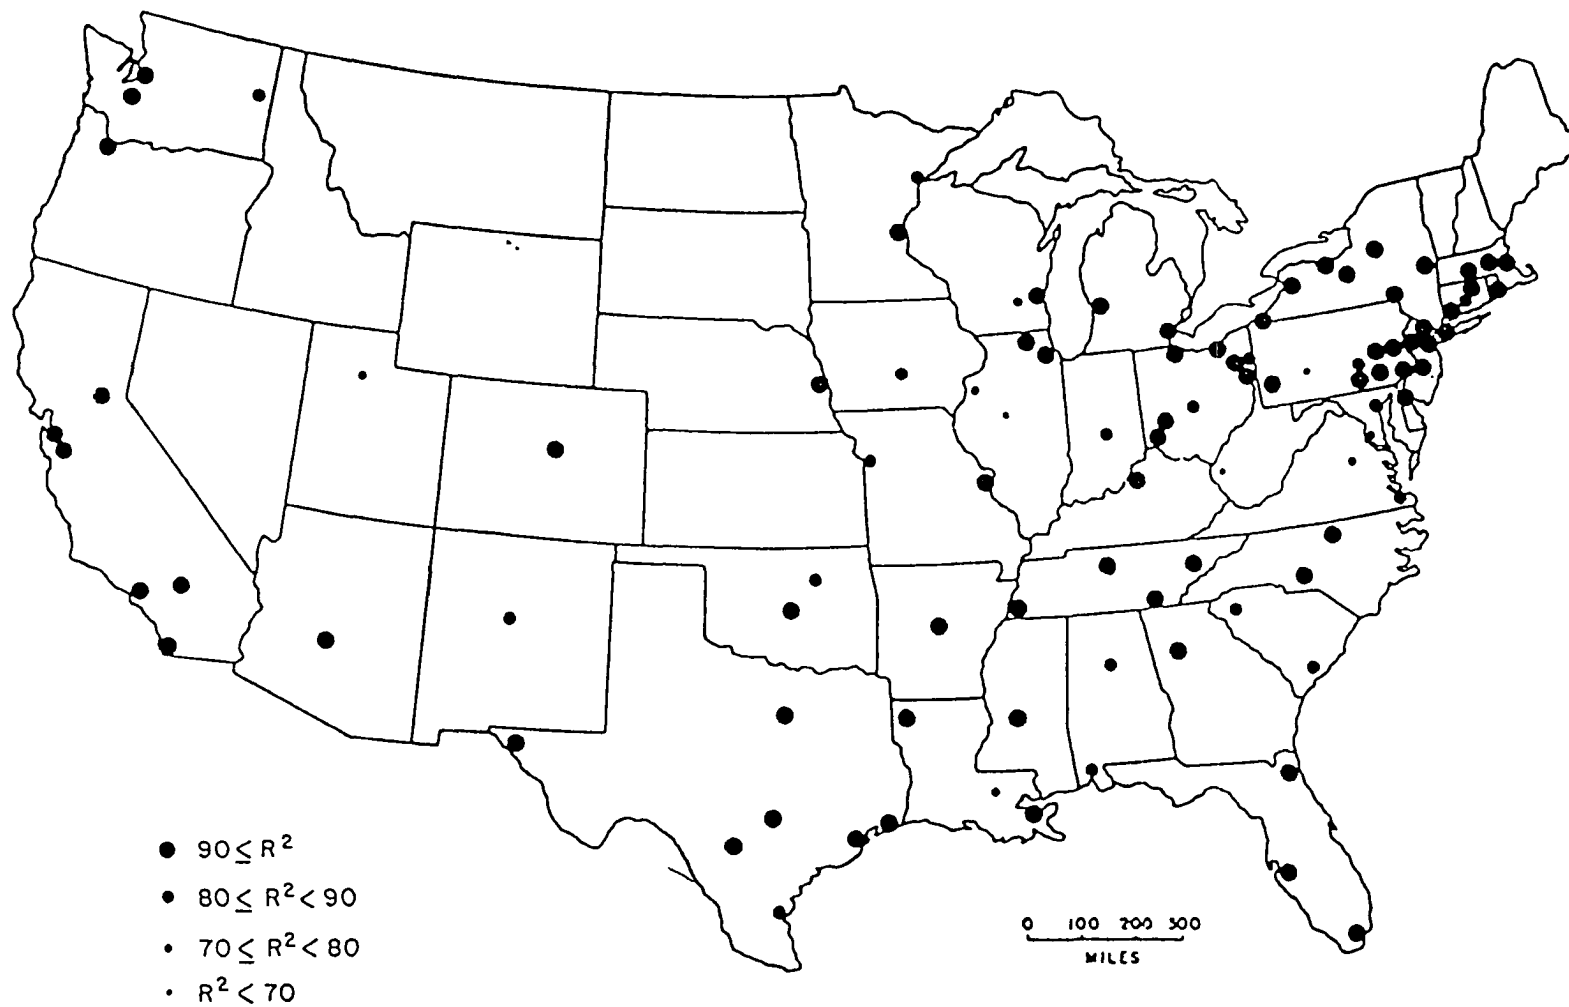 90 ≤ R²
80 ≤ R² < 90
70 ≤ R² < 80
R² < 70
0 100 200 300
MILES